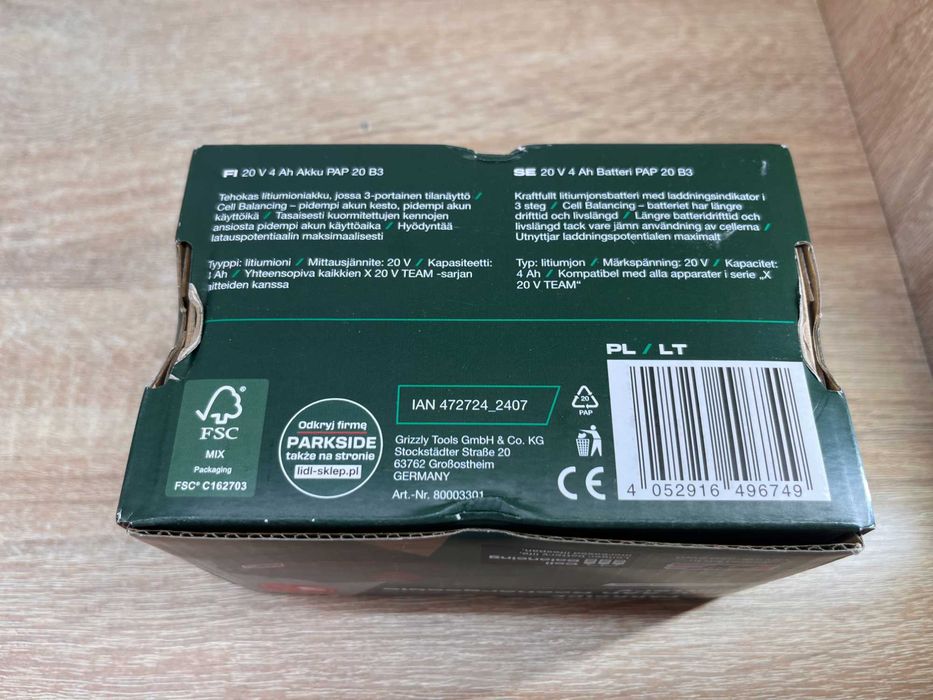 FI 20 V 4 Ah Akku PAP 20 B3
Tehokas litiumioniakku, jossa 3-portainen tilanäyttö /
Cell Balancing – pidempi akun kesto, pidempi akun
käyttöikä / Tasaisesti kuormitettujen kennojen
ansiosta pidempi akun käyttöaika / Hyödyntää
latauspotentiaalin maksimaalisesti
Tyyppi: litiumioni / Mittausjännite: 20 V / Kapasiteetti:
4 Ah / Yhteensopiva kaikkien X 20 V TEAM -sarjan
laitteiden kanssa
SE 20 V 4 Ah Batteri PAP 20 B3
Kraftfullt litiumjonsbatteri med laddningsindikator i
3 steg / Cell Balancing – batteriet har längre
drifttid och livslängd / Längre batteridrifttid och
livslängd tack vare jämn användning av cellerna /
Utnyttjar laddningspotentialen maximalt
Typ: litiumjon / Märkspänning: 20 V / Kapacitet:
4 Ah / Kompatibel med alla apparater i serie „X
20 V TEAM“
PL / LT
FSC
MIX
Packaging
FSC® C162703
Odkryj firmę
PARKSIDE
także na stronie
lidl-sklep.pl
IAN 472724_2407
Grizzly Tools GmbH & Co. KG
Stockstädter Straße 20
63762 Großostheim
GERMANY
Art.-Nr. 80003301
20
PAP
CE
4 052916 496749
Cell
Balancing